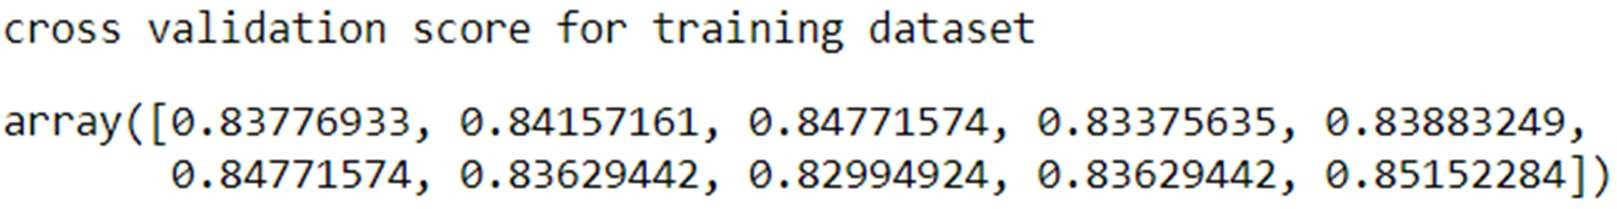 cross validation score for training dataset
array([0.83776933, 0.84157161, 0.84771574, 0.83375635, 0.83883249,
0.84771574, 0.83629442, 0.82994924, 0.83629442, 0.85152284])